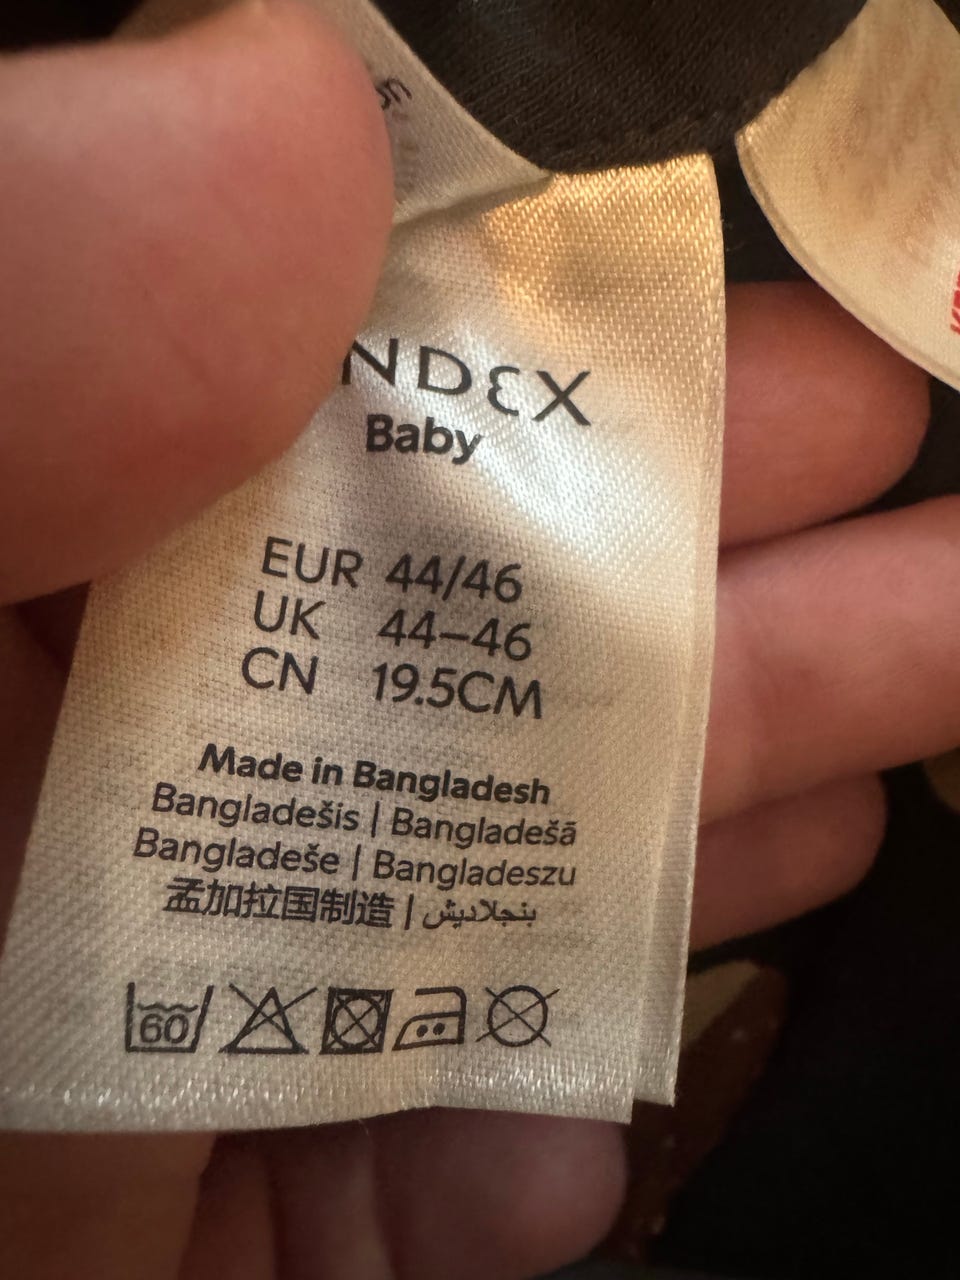 NDEX
Baby
EUR 44/46
UK 44–46
CN 19.5CM
Made in Bangladesh
Bangladešis | Bangladešā
Bangladeše | Bangladeszu
孟加拉国制造 | بنجلاديش
60